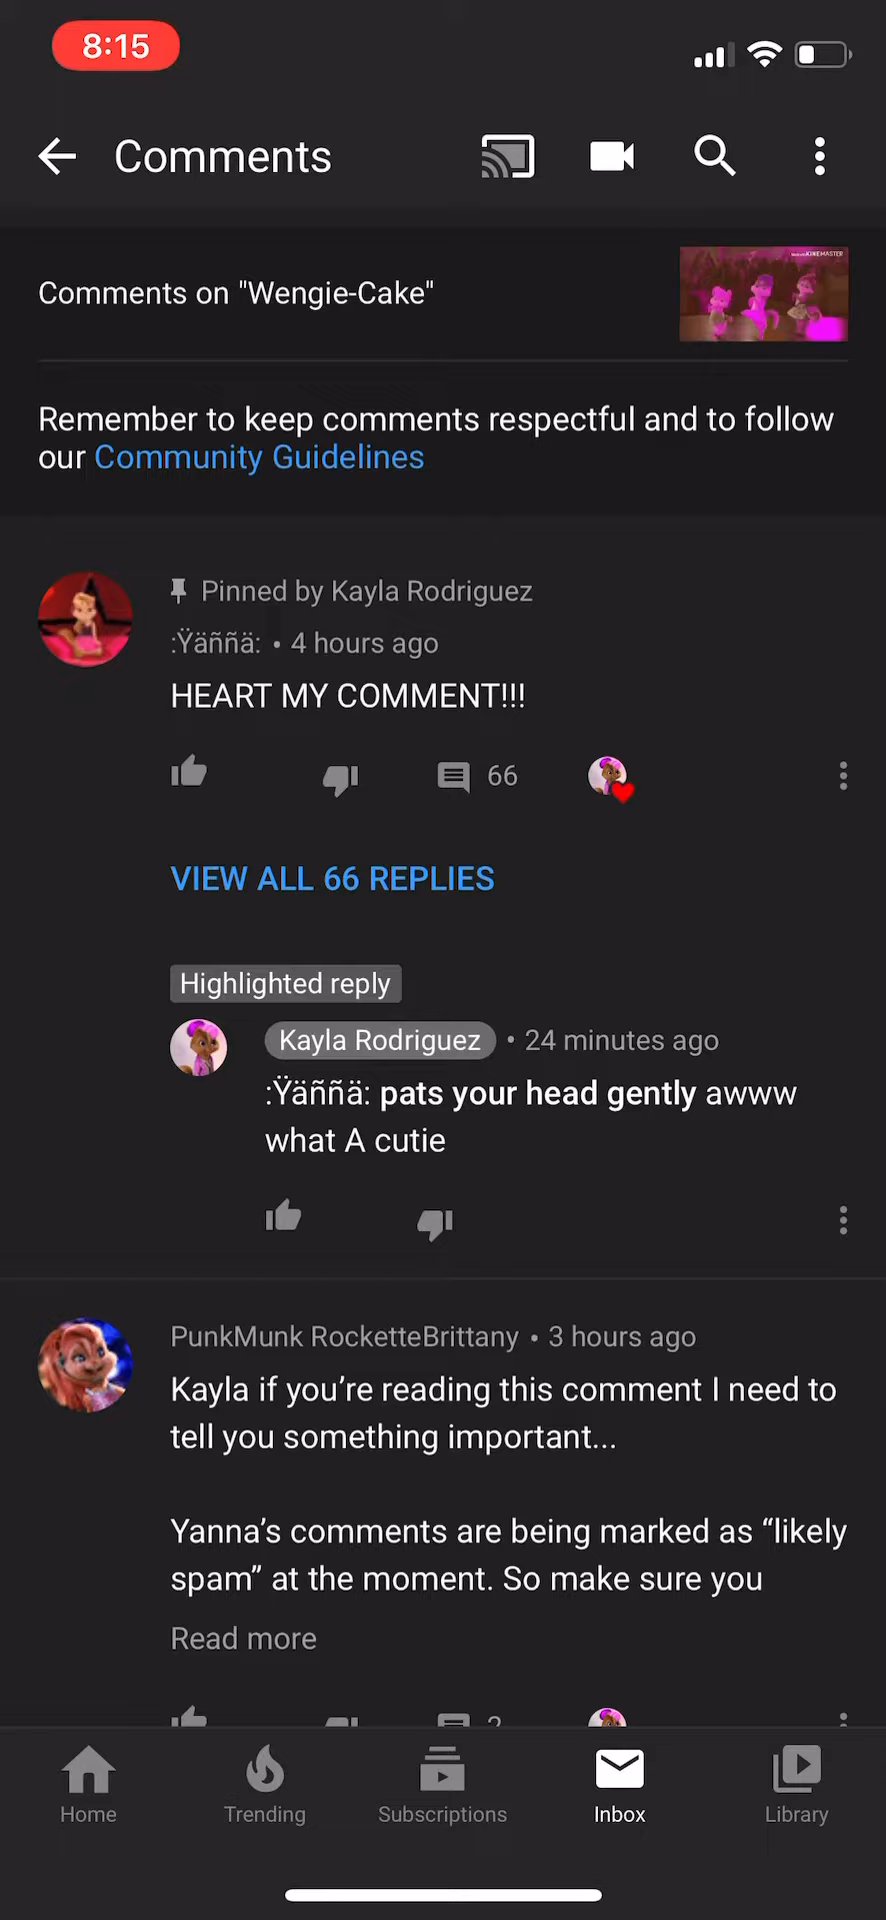 8:15
Comments
Comments on "Wengie-Cake"
KINEMASTER
Remember to keep comments respectful and to follow
our Community Guidelines
Pinned by Kayla Rodriguez
:Ÿäññä: • 4 hours ago
HEART MY COMMENT!!!
66
VIEW ALL 66 REPLIES
Highlighted reply
Kayla Rodriguez • 24 minutes ago
:Ÿäññä: pats your head gently awww
what A cutie
PunkMunk RocketteBrittany • 3 hours ago
Kayla if you’re reading this comment I need to
tell you something important...
Yanna’s comments are being marked as “likely
spam” at the moment. So make sure you
Read more
Home Trending Subscriptions Inbox Library